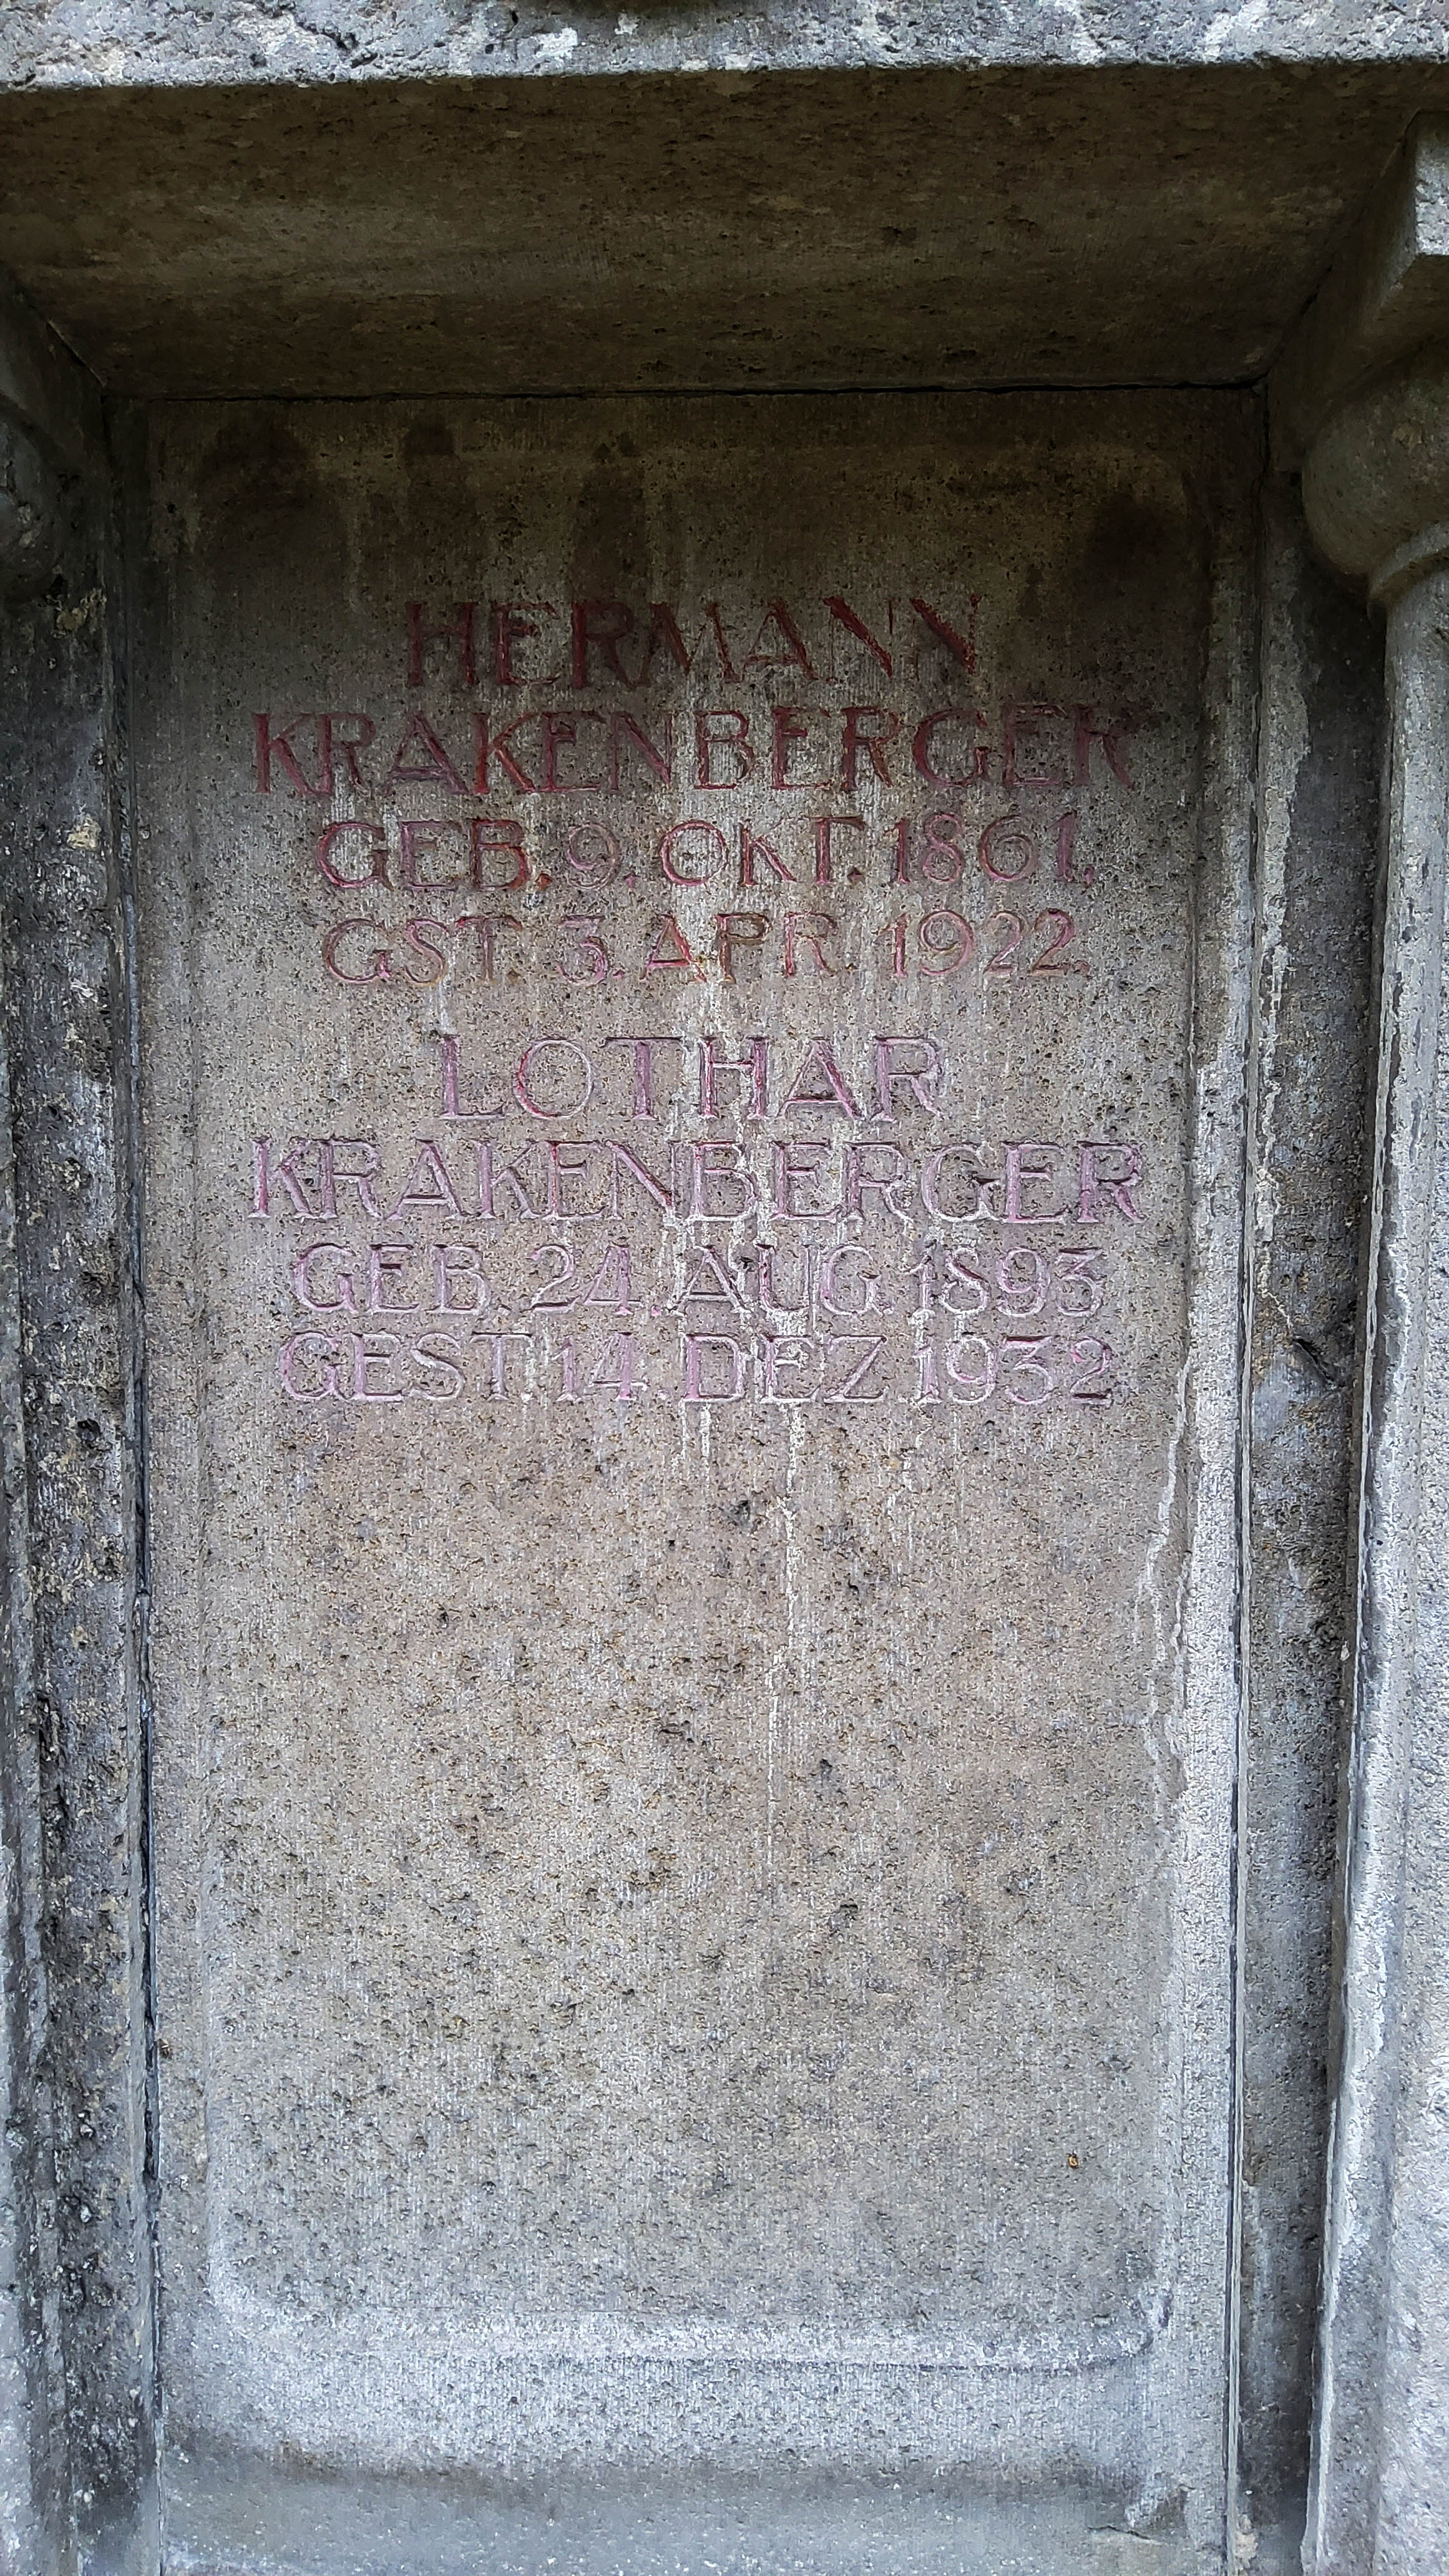 HERMANN
KRAKENBERGER
GEB. 9. OKT. 1861,
GST. 3. APR. 1922.
LOTHAR
KRAKENBERGER
GEB. 24. AUG. 1893
GEST. 14. DEZ. 1932